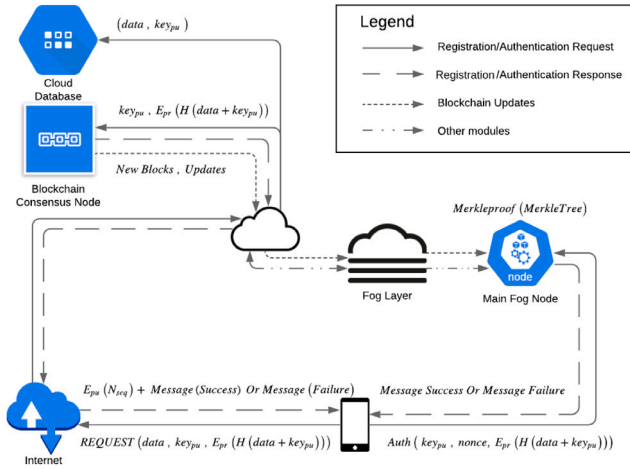 (data , key_pu )
Cloud
Database
key_pu , E_pr (H (data + key_pu))
Blockchain
Consensus Node
New Blocks , Updates
Legend
Registration/Authentication Request
Registration/Authentication Response
Blockchain Updates
Other modules
Merkleproof (MerkleTree)
node
Fog Layer
Main Fog Node
E_pu (N_seq) + Message (Success) Or Message (Failure)
Message Success Or Message Failure
REQUEST (data , key_pu , E_pr (H (data + key_pu)))
Auth ( key_pu , nonce, E_pr (H (data + key_pu)))
Internet